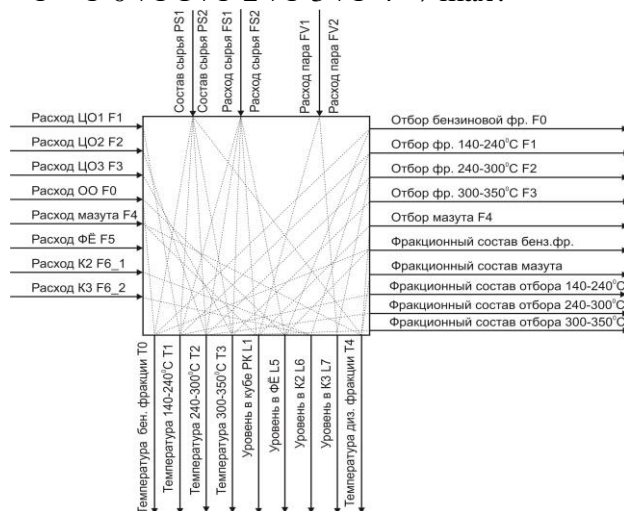 Состав сырья PS1
Состав сырья PS2
Расход сырья FS1
Расход сырья FS2
Расход пара FV1
Расход пара FV2
Расход ЦО1 F1
Расход ЦО2 F2
Расход ЦО3 F3
Расход ОО F0
Расход мазута F4
Расход ФЁ F5
Расход К2 F6_1
Расход К3 F6_2
Отбор бензиновой фр. F0
Отбор фр. 140-240°C F1
Отбор фр. 240-300°C F2
Отбор фр. 300-350°C F3
Отбор мазута F4
Фракционный состав бенз.фр.
Фракционный состав мазута
Фракционный состав отбора 140-240°C
Фракционный состав отбора 240-300°C
Фракционный состав отбора 300-350°C
Температура бен. фракции T0
Температура 140-240°C T1
Температура 240-300°C T2
Температура 300-350°C T3
Уровень в кубе РК L1
Уровень в ФЁ L5
Уровень в К2 L6
Уровень в К3 L7
Температура диз. фракции T4